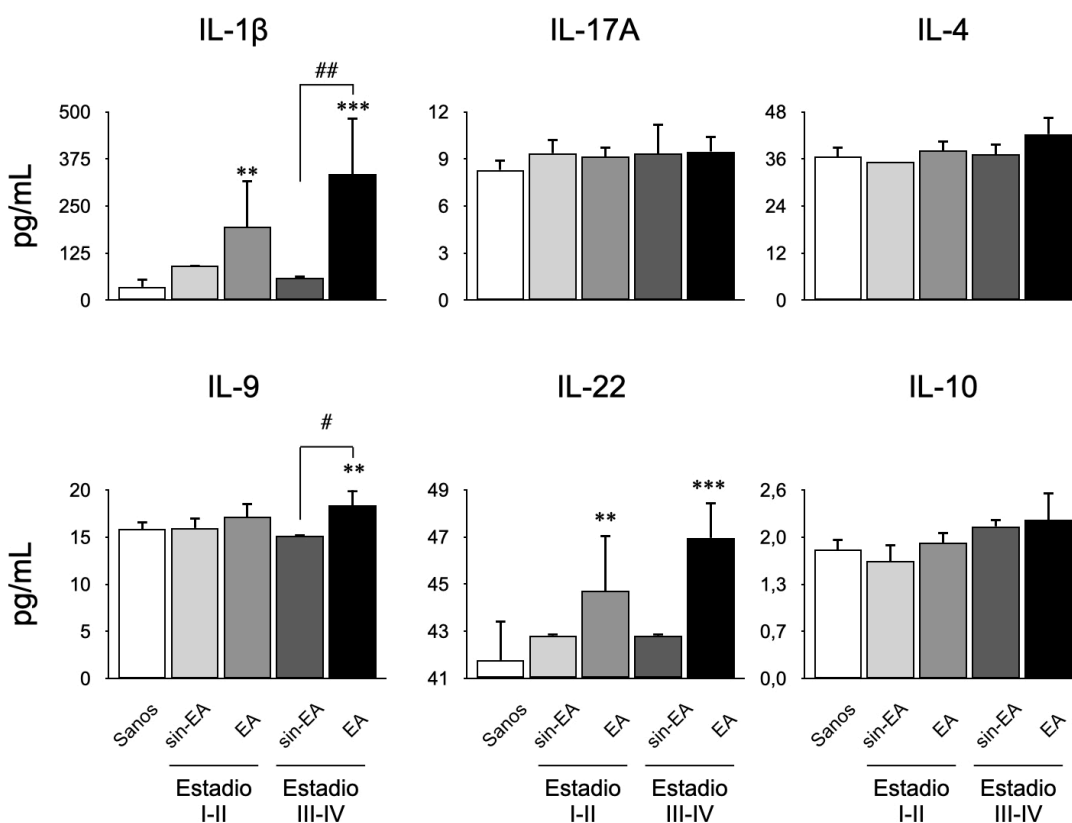 IL-1β
IL-17A
IL-4
##
***
**
500
375
250
125
0
pg/mL
12
9
6
3
0
48
36
24
12
0
IL-9
IL-22
IL-10
#
**
20
15
10
5
0
pg/mL
**
***
49
47
45
43
41
2,6
2,0
1,3
0,7
0,0
Sanos
sin-EA
EA
sin-EA
EA
Estadio
I-II
Estadio
III-IV
Sanos
sin-EA
EA
sin-EA
EA
Estadio
I-II
Estadio
III-IV
Sanos
sin-EA
EA
sin-EA
EA
Estadio
I-II
Estadio
III-IV